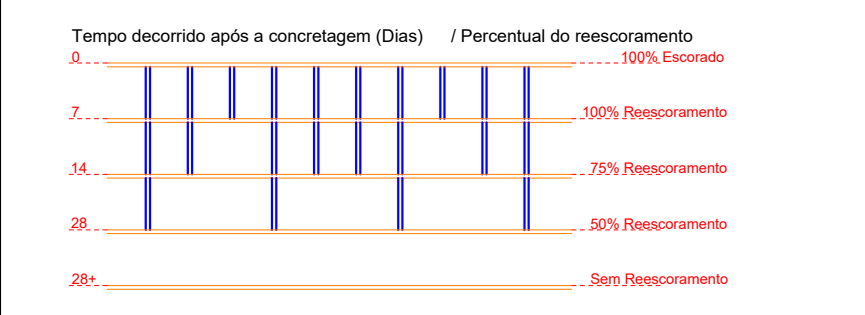 Tempo decorrido após a concretagem (Dias) / Percentual do reescoramento
0 100% Escorado
7 100% Reescoramento
14 75% Reescoramento
28 50% Reescoramento
28+ Sem Reescoramento